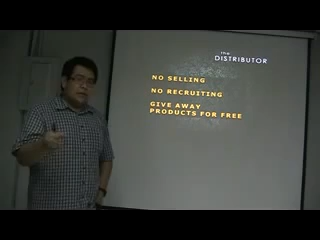 the
DISTRIBUTOR
NO SELLING
NO RECRUITING
GIVE AWAY
PRODUCTS FOR FREE